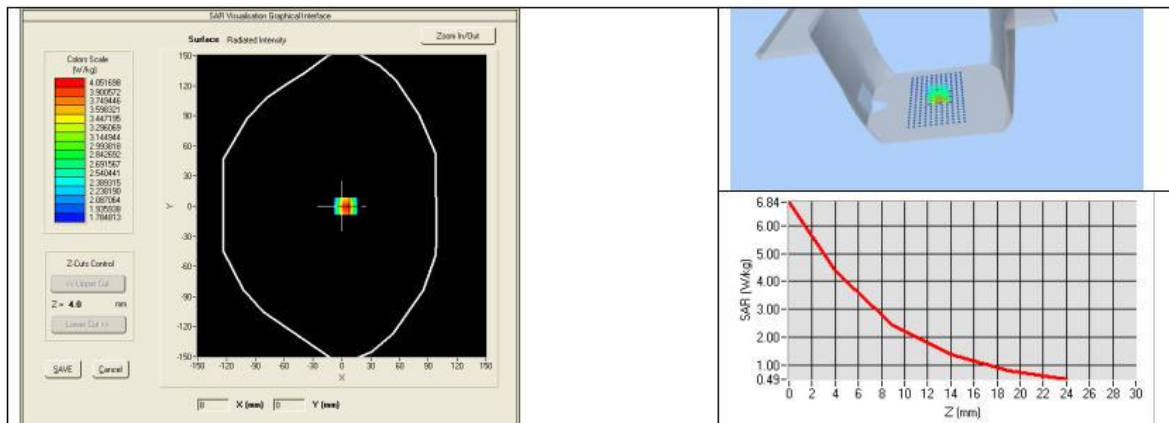 SAR Visualisation Graphical Interface
Surface Radiated Intensity
Zoom In/Out
Colors Scale
(W/kg)
4.051698
3.900572
3.749446
3.598321
3.447195
3.296069
3.144944
2.993818
2.842692
2.691567
2.540441
2.389315
2.238190
2.087064
1.935938
1.784813
150
120
90
60
30
0
-30
-60
-90
-120
-150
Y
-150 -120 -90 -60 -30 0 30 60 90 120 150
X
Z-Cuts Control
<< Upper Cut
Z = 4.0 mm
Lower Cut >>
SAVE Cancel
X (mm) 0 Y (mm)
SAR (W/kg)
6.84
6.00
4.00
3.00
2.00
1.00
0.49
0 2 4 6 8 10 12 14 16 18 20 22 24 26 28 30
Z (mm)